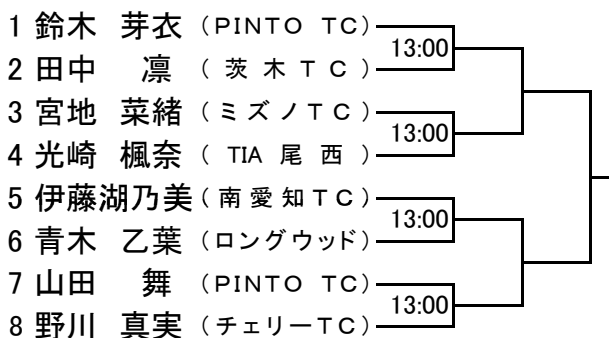 1 鈴木 芽衣 (PINTO TC)
13:00
2 田中 凛 (茨木TC)
3 宮地 菜緒 (ミズノTC)
13:00
4 光崎 楓奈 (TIA 尾西)
5 伊藤湖乃美 (南愛知TC)
13:00
6 青木 乙葉 (ロングウッド)
7 山田 舞 (PINTO TC)
13:00
8 野川 真実 (チェリーTC)